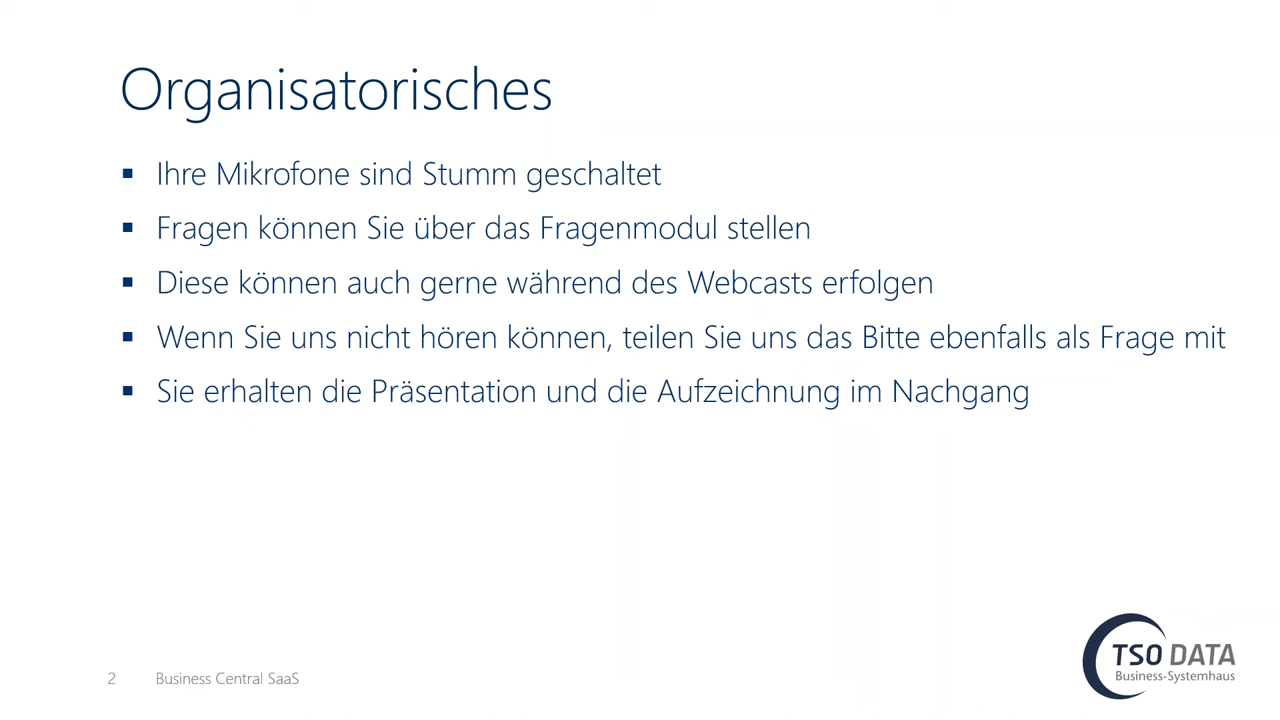 Organisatorisches
▪ Ihre Mikrofone sind Stumm geschaltet
▪ Fragen können Sie über das Fragenmodul stellen
▪ Diese können auch gerne während des Webcasts erfolgen
▪ Wenn Sie uns nicht hören können, teilen Sie uns das Bitte ebenfalls als Frage mit
▪ Sie erhalten die Präsentation und die Aufzeichnung im Nachgang
2 Business Central SaaS
TSO DATA
Business-Systemhaus